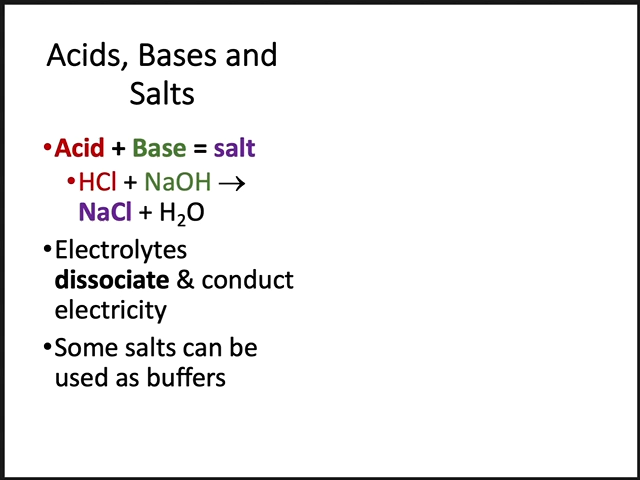 Acids, Bases and
Salts
•Acid + Base = salt
•HCl + NaOH →
NaCl + H₂O
•Electrolytes
dissociate & conduct
electricity
•Some salts can be
used as buffers